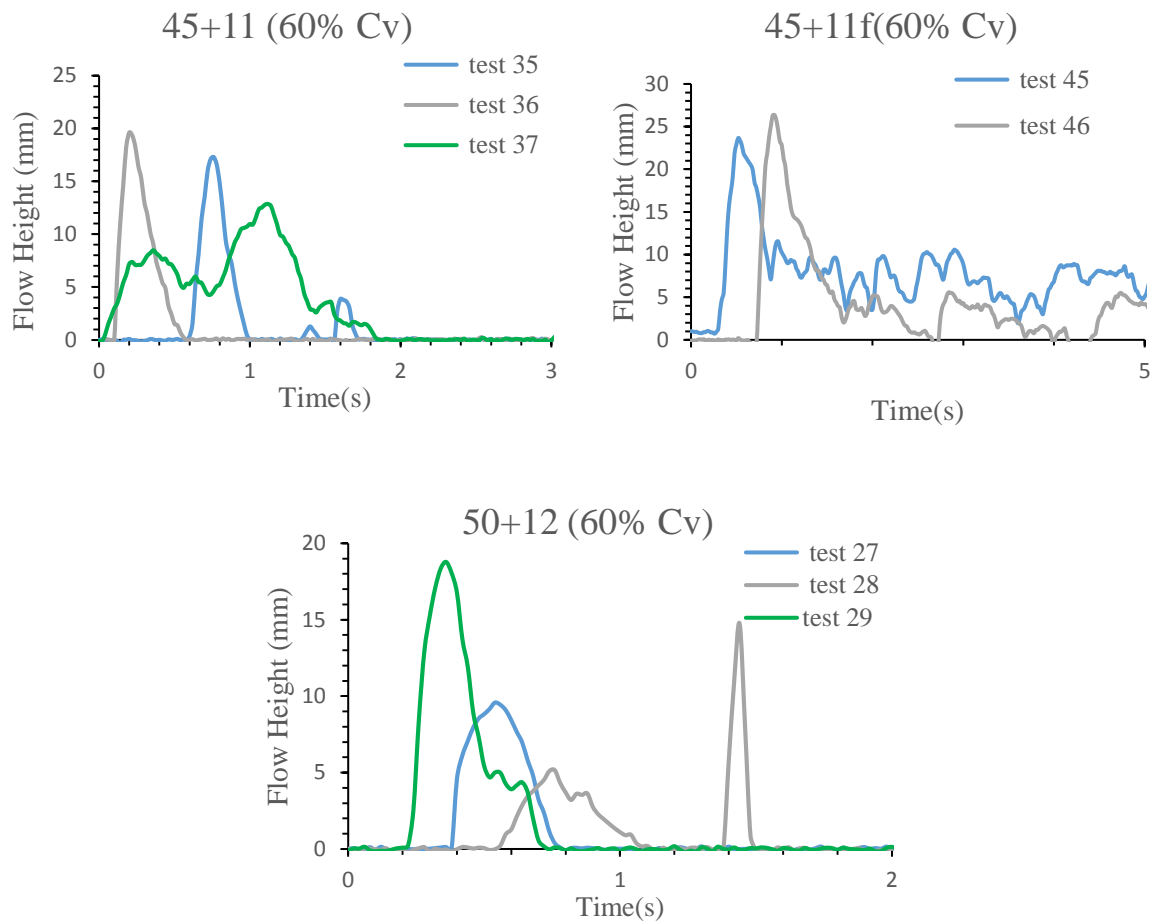 45+11 (60% Cv)
test 35
test 36
test 37
Flow Height (mm)
25
20
15
10
5
0
0 1 2 3
Time(s)
45+11f(60% Cv)
test 45
test 46
Flow Height (mm)
30
25
20
15
10
5
0
0 5
Time(s)
50+12 (60% Cv)
test 27
test 28
test 29
Flow Height (mm)
20
15
10
5
0
0 1 2
Time(s)